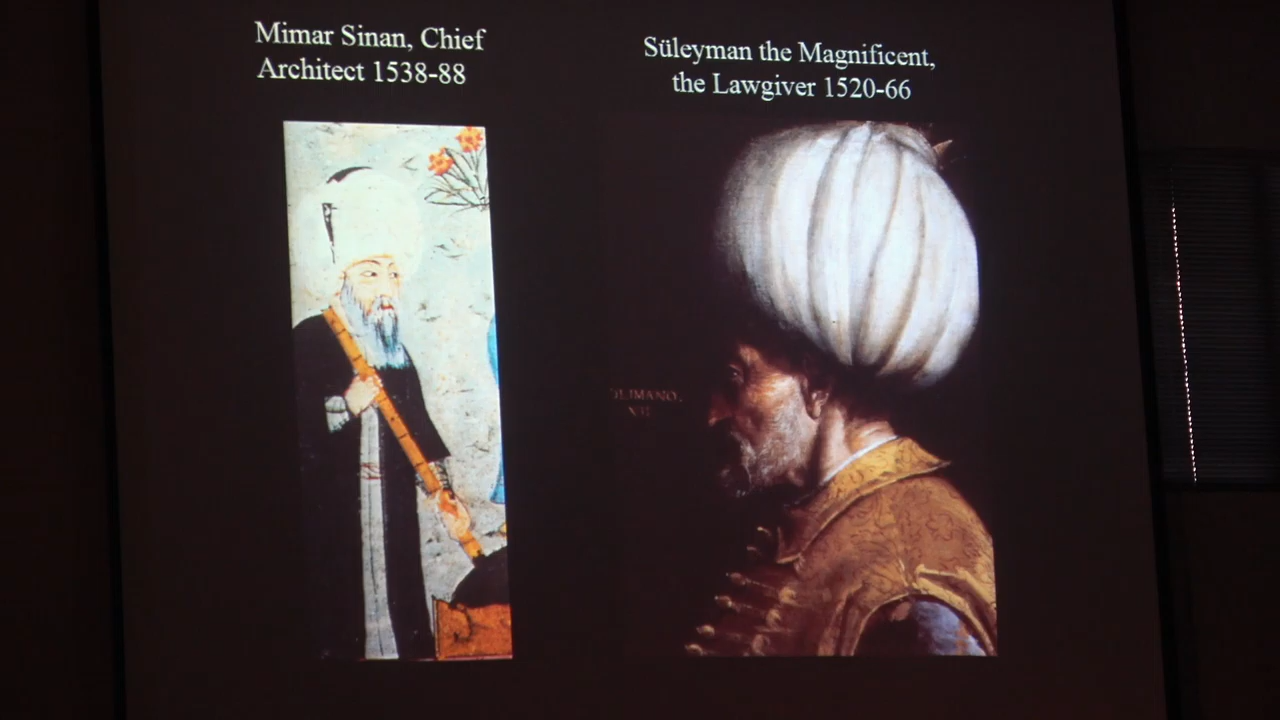 Mimar Sinan, Chief
Architect 1538-88
Süleyman the Magnificent,
the Lawgiver 1520-66